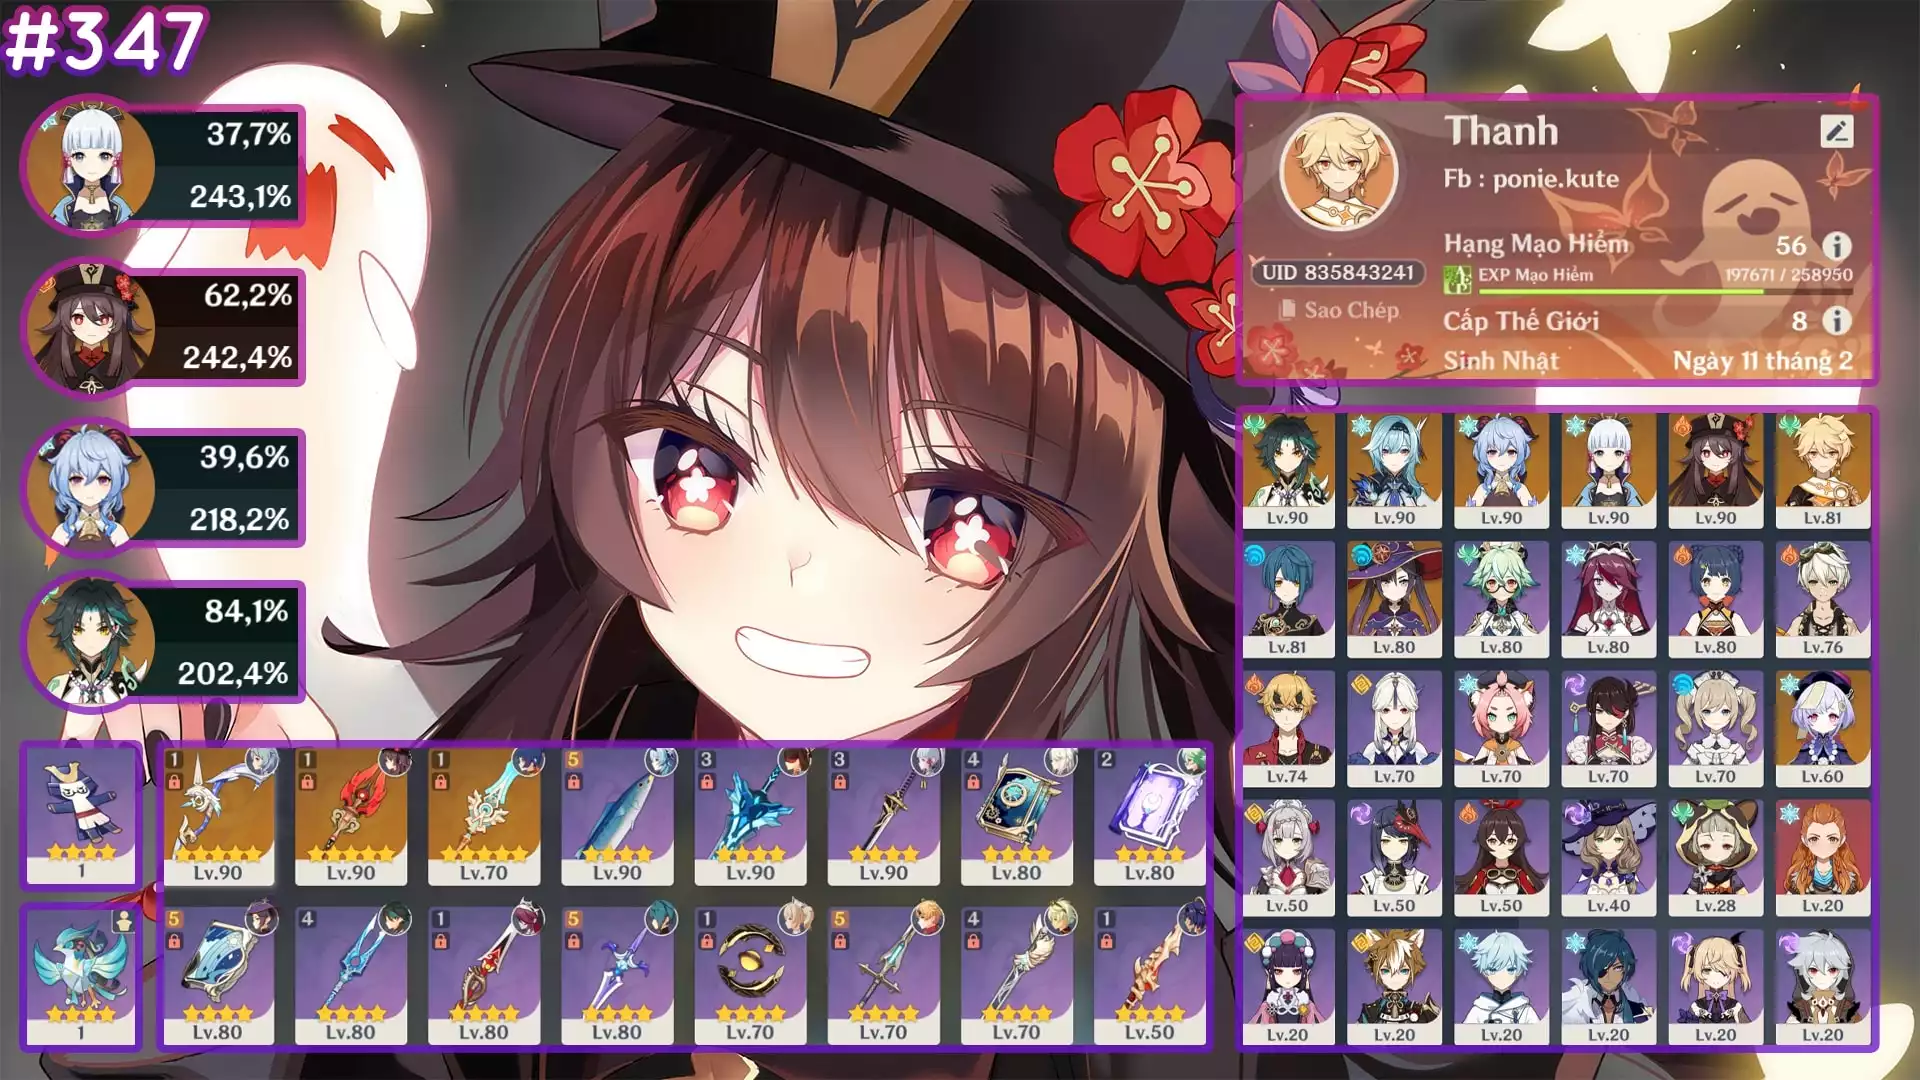 #347
37,7%
243,1%
62,2%
242,4%
39,6%
218,2%
84,1%
202,4%
Thanh
Fb : ponie.kute
UID 835843241
Sao Chép
Hạng Mạo Hiểm 56
EXP Mạo Hiểm 197671 / 258950
Cấp Thế Giới 8
Sinh Nhật Ngày 11 tháng 2
Lv.90 Lv.90 Lv.90 Lv.90 Lv.90 Lv.81
Lv.81 Lv.80 Lv.80 Lv.80 Lv.80 Lv.76
Lv.74 Lv.70 Lv.70 Lv.70 Lv.70 Lv.60
Lv.50 Lv.50 Lv.50 Lv.40 Lv.28 Lv.20
Lv.20 Lv.20 Lv.20 Lv.20 Lv.20 Lv.20
1 1 1 5 3 3 4 2
1 Lv.90 Lv.90 Lv.70 Lv.90 Lv.90 Lv.90 Lv.80 Lv.80
5 4 1 5 1 5 4 1
1 Lv.80 Lv.80 Lv.80 Lv.80 Lv.70 Lv.70 Lv.70 Lv.50